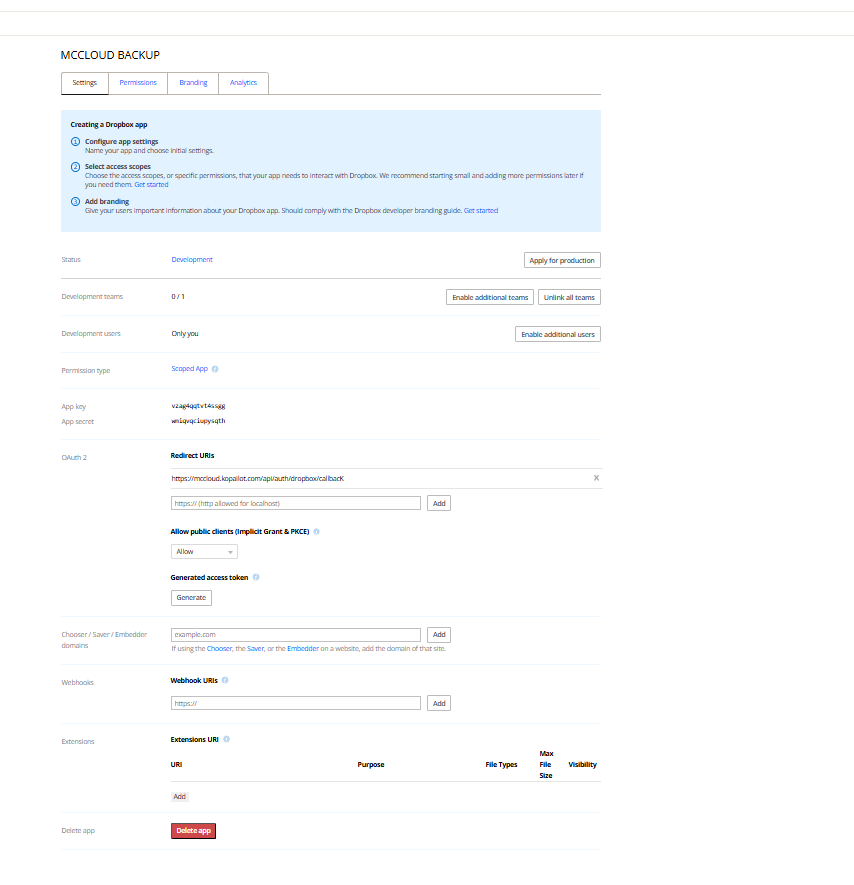 MCCLOUD BACKUP
Settings Permissions Branding Analytics
Creating a Dropbox app
1 Configure app settings
Name your app and choose initial settings.
2 Select access scopes
Choose the access scopes, or specific permissions, that your app needs to interact with Dropbox. We recommend starting small and adding more permissions later if
you need them. Get started
3 Add branding
Give your users important information about your Dropbox app. Should comply with the Dropbox developer branding guide. Get started
Status Development Apply for production
Development teams 0 / 1 Enable additional teams Unlink all teams
Development users Only you Enable additional users
Permission type Scoped App i
App key vzag4qqtvt4ssgg
App secret wniqvqciupysqth
OAuth 2 Redirect URIs
https://mccloud.kopailot.com/api/auth/dropbox/callbacK X
https:// (http allowed for localhost) Add
Allow public clients (Implicit Grant & PKCE) i
Allow
Generated access token i
Generate
Chooser / Saver / Embedder
domains
example.com Add
If using the Chooser, the Saver, or the Embedder on a website, add the domain of that site.
Webhooks Webhook URIs i
https:// Add
Extensions Extensions URI i
URI Purpose File Types Max
File
Size
Visibility
Add
Delete app Delete app